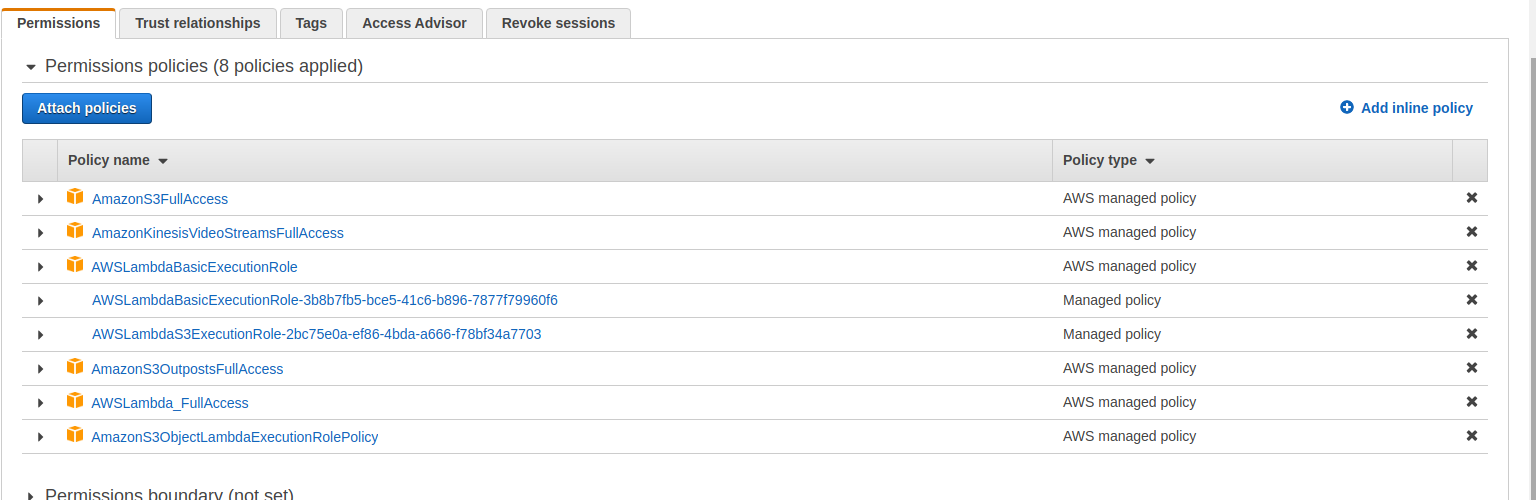 Permissions Trust relationships Tags Access Advisor Revoke sessions
Permissions policies (8 policies applied)
Attach policies Add inline policy
Policy name Policy type
AmazonS3FullAccess AWS managed policy
AmazonKinesisVideoStreamsFullAccess AWS managed policy
AWSLambdaBasicExecutionRole AWS managed policy
AWSLambdaBasicExecutionRole-3b8b7fb5-bce5-41c6-b896-7877f79960f6 Managed policy
AWSLambdaS3ExecutionRole-2bc75e0a-ef86-4bda-a666-f78bf34a7703 Managed policy
AmazonS3OutpostsFullAccess AWS managed policy
AWSLambda_FullAccess AWS managed policy
AmazonS3ObjectLambdaExecutionRolePolicy AWS managed policy
Permissions boundary (not set)